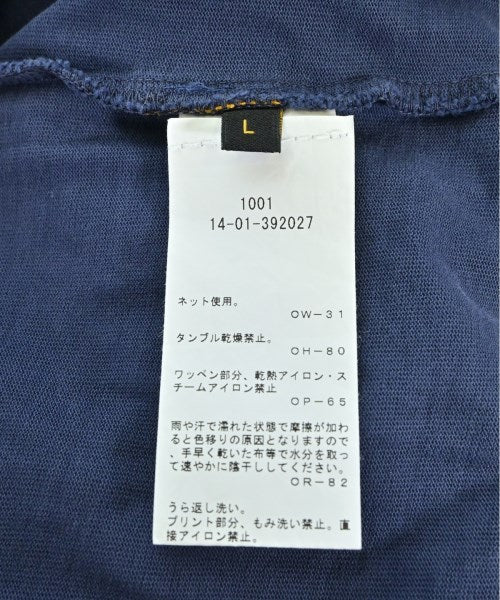 L
1001
14-01-392027
ネット使用。
OW-31
タンブル乾燥禁止。
OH-80
ワッペン部分、乾熱アイロン・ス
チームアイロン禁止
OP-65
雨や汗で濡れた状態で摩擦が加わ
ると色移りの原因となりますので
、手早く乾いた布等で水分を取っ
て速やかに陰干ししてください。
OR-82
うら返し洗い。
プリント部分、もみ洗い禁止。直
接アイロン禁止。